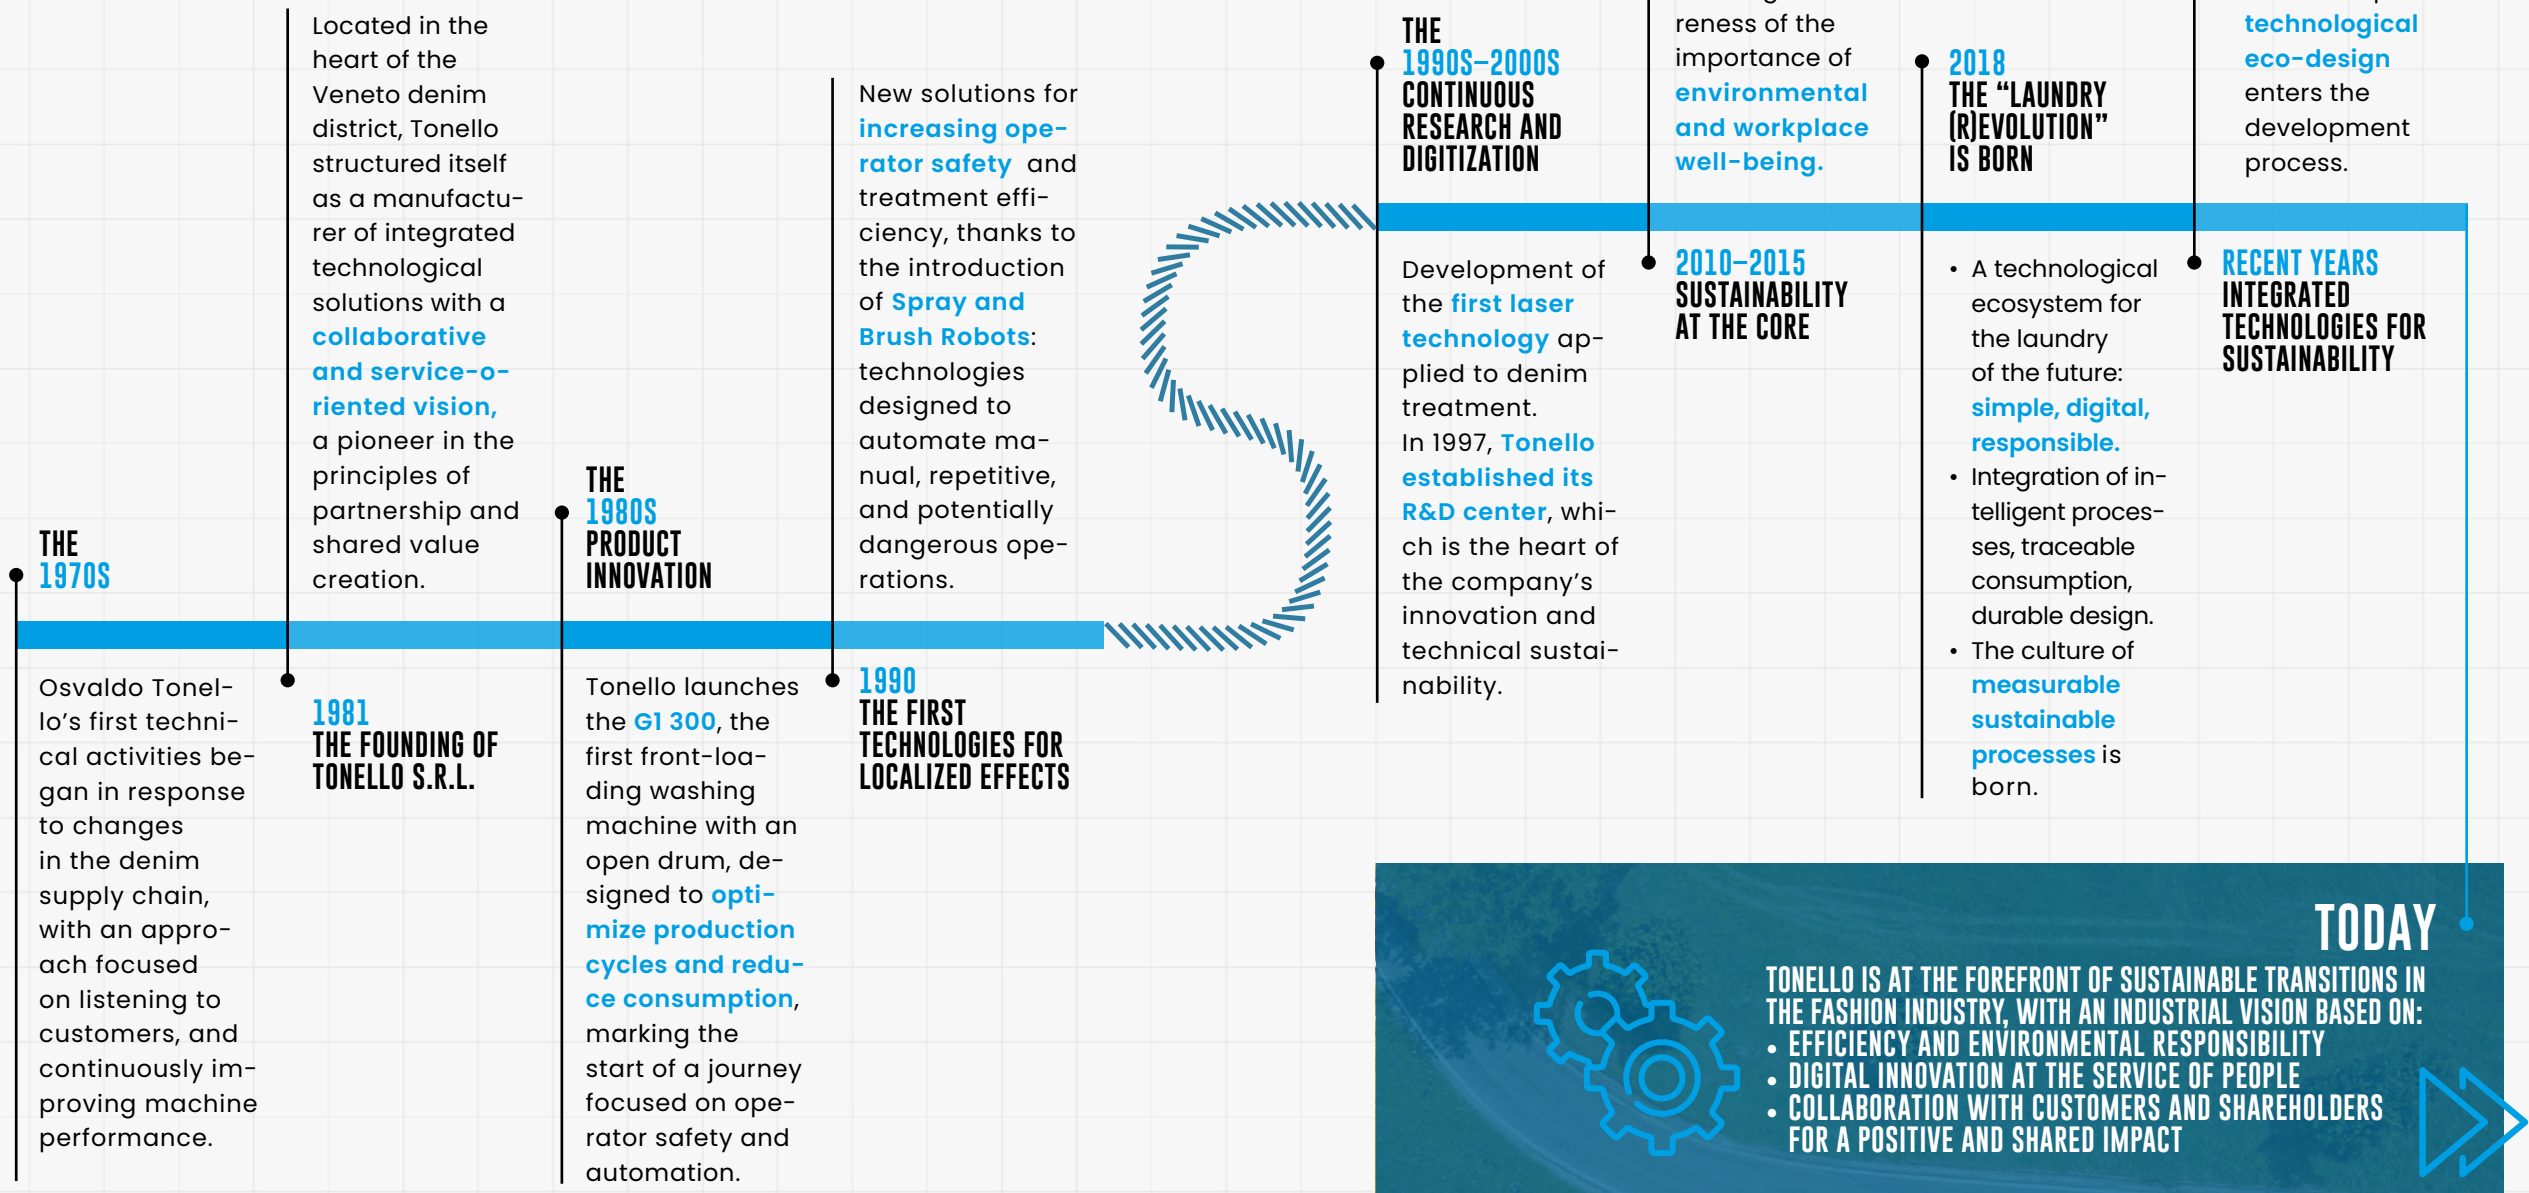 THE
1970S
Osvaldo Tonel-
lo's first techni-
cal activities be-
gan in response
to changes
in the denim
supply chain,
with an appro-
ach focused
on listening to
customers, and
continuously im-
proving machine
performance.
Located in the
heart of the
Veneto denim
district, Tonello
structured itself
as a manufactu-
rer of integrated
technological
solutions with a
collaborative
and service-o-
riented vision,
a pioneer in the
principles of
partnership and
shared value
creation.
1981
THE FOUNDING OF
TONELLO S.R.L.
THE
1980S
PRODUCT
INNOVATION
Tonello launches
the G1 300, the
first front-loa-
ding washing
machine with an
open drum, de-
signed to opti-
mize production
cycles and redu-
ce consumption,
marking the
start of a journey
focused on ope-
rator safety and
automation.
New solutions for
increasing ope-
rator safety and
treatment effi-
ciency, thanks to
the introduction
of Spray and
Brush Robots:
technologies
designed to
automate ma-
nual, repetitive,
and potentially
dangerous ope-
rations.
1990
THE FIRST
TECHNOLOGIES FOR
LOCALIZED EFFECTS
THE
1990S–2000S
CONTINUOUS
RESEARCH AND
DIGITIZATION
Development of
the first laser
technology ap-
plied to denim
treatment.
In 1997, Tonello
established its
R&D center, whi-
ch is the heart of
the company's
innovation and
technical sustai-
nability.
reness of the
importance of
environmental
and workplace
well-being.
2010–2015
SUSTAINABILITY
AT THE CORE
2018
THE “LAUNDRY
(R)EVOLUTION”
IS BORN
• A technological
ecosystem for
the laundry
of the future:
simple, digital,
responsible.
• Integration of in-
telligent proces-
ses, traceable
consumption,
durable design.
• The culture of
measurable
sustainable
processes is
born.
technological
eco-design
enters the
development
process.
RECENT YEARS
INTEGRATED
TECHNOLOGIES FOR
SUSTAINABILITY
TODAY
TONELLO IS AT THE FOREFRONT OF SUSTAINABLE TRANSITIONS IN
THE FASHION INDUSTRY, WITH AN INDUSTRIAL VISION BASED ON:
• EFFICIENCY AND ENVIRONMENTAL RESPONSIBILITY
• DIGITAL INNOVATION AT THE SERVICE OF PEOPLE
• COLLABORATION WITH CUSTOMERS AND SHAREHOLDERS
FOR A POSITIVE AND SHARED IMPACT